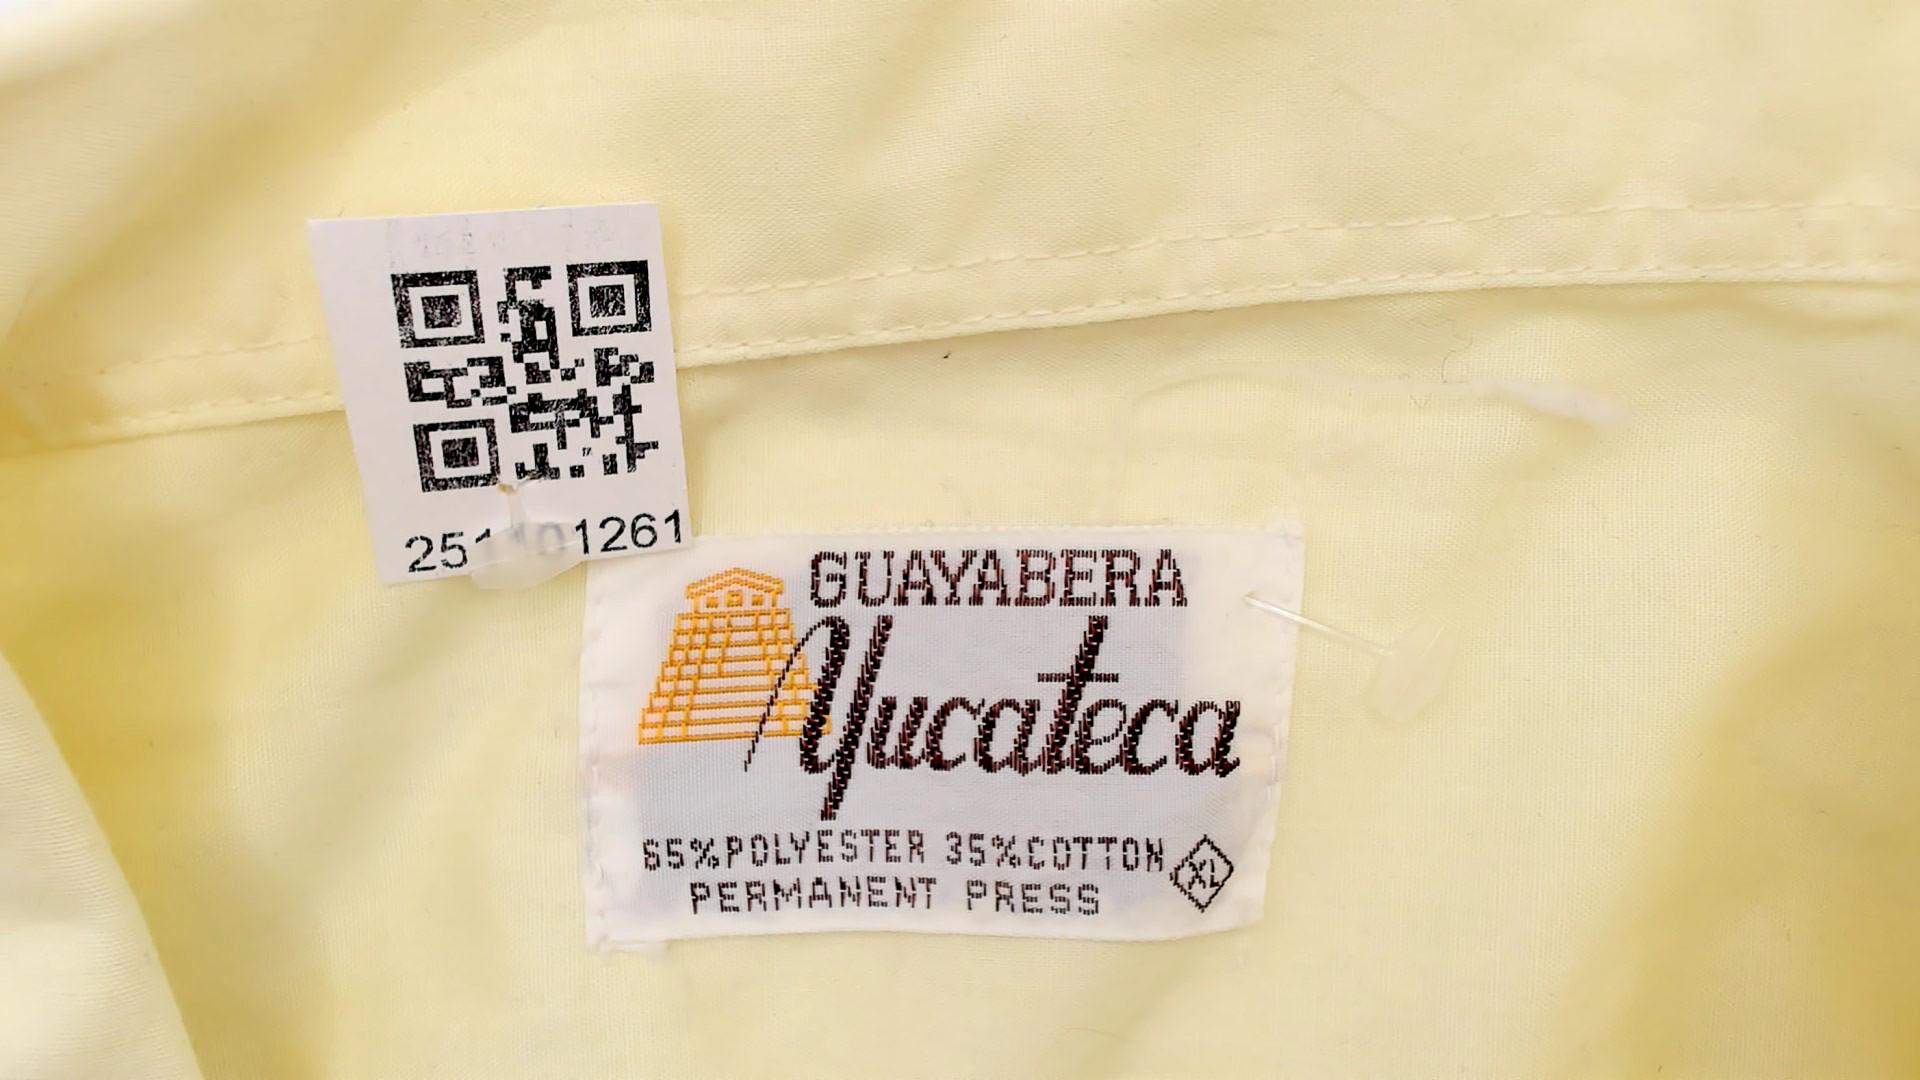 GUAYABERA
Yucateca
65%POLYESTER 35%COTTON
XL
PERMANENT PRESS